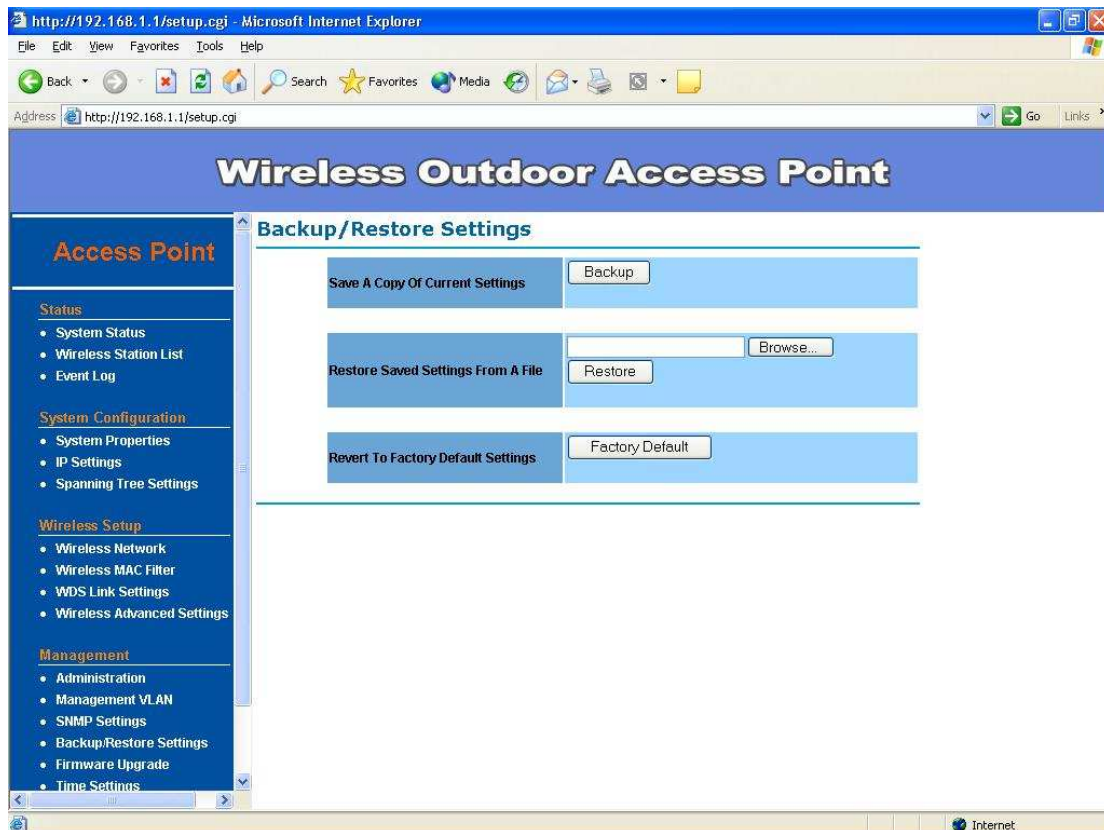 http://192.168.1.1/setup.cgi - Microsoft Internet Explorer
File Edit View Favorites Tools Help
Back Search Favorites Media
Address http://192.168.1.1/setup.cgi Go Links
Wireless Outdoor Access Point
Access Point
Status
System Status
Wireless Station List
Event Log
System Configuration
System Properties
IP Settings
Spanning Tree Settings
Wireless Setup
Wireless Network
Wireless MAC Filter
WDS Link Settings
Wireless Advanced Settings
Management
Administration
Management VLAN
SNMP Settings
Backup/Restore Settings
Firmware Upgrade
Time Settings
Backup/Restore Settings
Save A Copy Of Current Settings Backup
Restore Saved Settings From A File Browse...
Restore
Revert To Factory Default Settings Factory Default
Internet